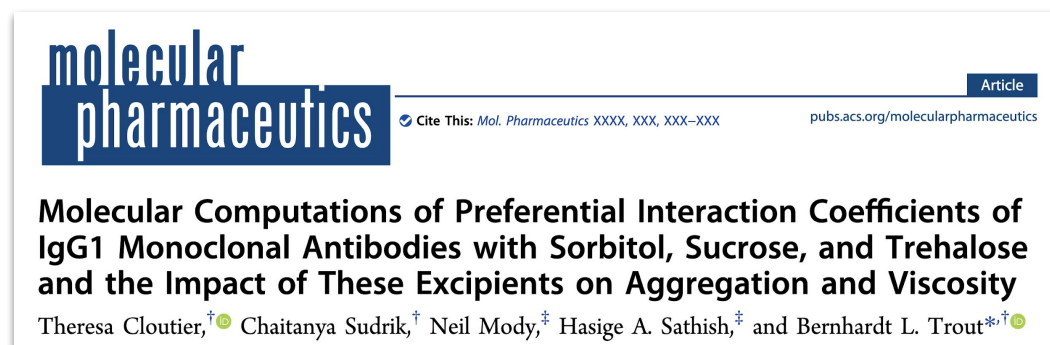 molecular
pharmaceutics
Article
Cite This: Mol. Pharmaceutics XXXX, XXX, XXX−XXX
pubs.acs.org/molecularpharmaceutics
Molecular Computations of Preferential Interaction Coefficients of
IgG1 Monoclonal Antibodies with Sorbitol, Sucrose, and Trehalose
and the Impact of These Excipients on Aggregation and Viscosity
Theresa Cloutier,† iD Chaitanya Sudrik,† Neil Mody,‡ Hasige A. Sathish,‡ and Bernhardt L. Trout*,† iD